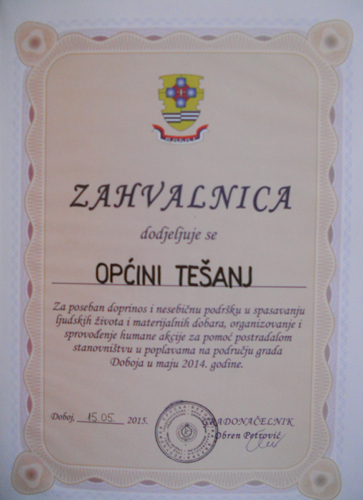 ZAHVALNICA
dodjeljuje se
OPĆINI TEŠANJ
Za poseban doprinos i nesebičnu podršku u spasavanju
ljudskih života i materijalnih dobara, organizovanje i
sprovođenje humane akcije za pomoć postradalom
stanovništvu u poplavama na području grada
Doboja u maju 2014. godine.
Doboj, 15.05 2015.
GRADONAČELNIK
Obren Petrović